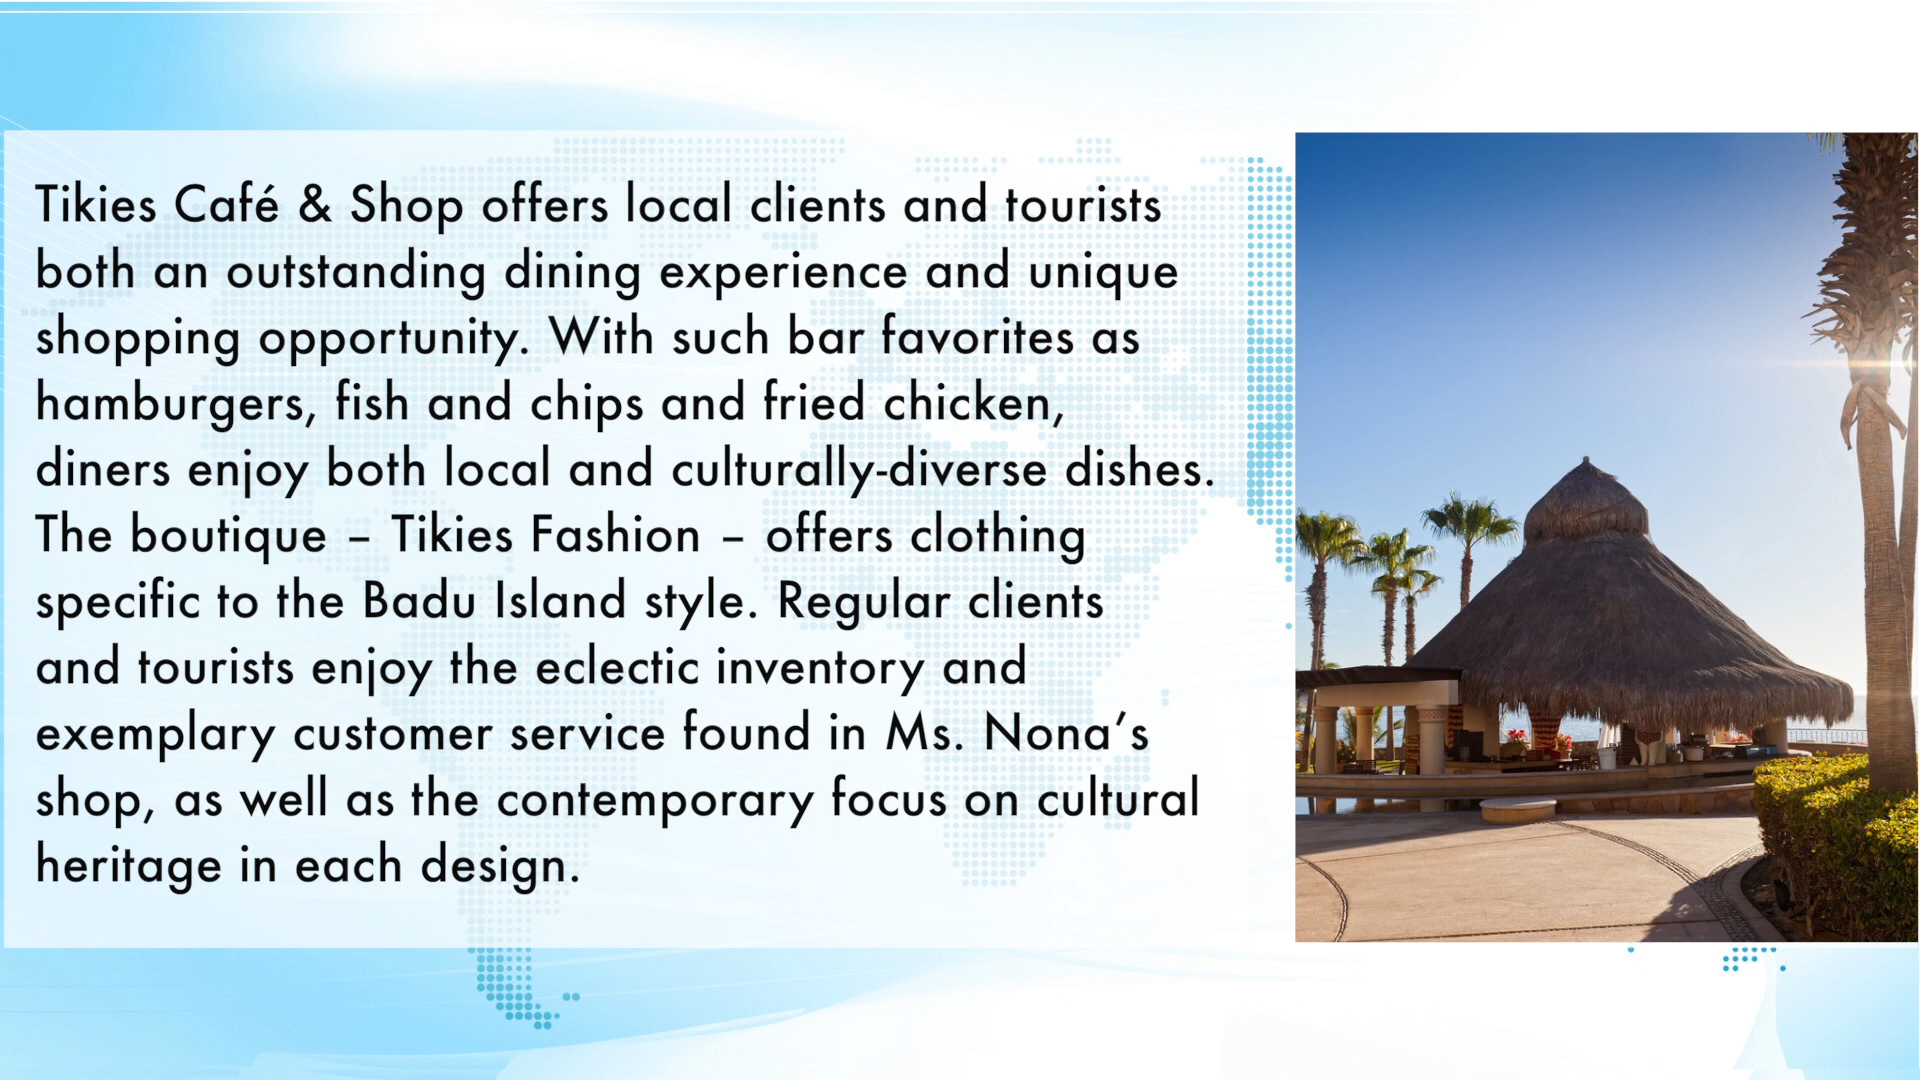 Tikies Café & Shop offers local clients and tourists
both an outstanding dining experience and unique
shopping opportunity. With such bar favorites as
hamburgers, fish and chips and fried chicken,
diners enjoy both local and culturally-diverse dishes.
The boutique – Tikies Fashion – offers clothing
specific to the Badu Island style. Regular clients
and tourists enjoy the eclectic inventory and
exemplary customer service found in Ms. Nona’s
shop, as well as the contemporary focus on cultural
heritage in each design.